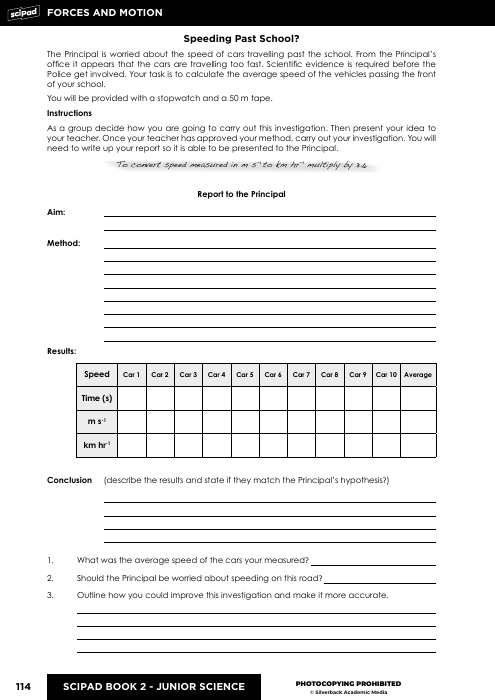 scipad FORCES AND MOTION
Speeding Past School?
The Principal is worried about the speed of cars travelling past the school. From the Principal's
office it appears that the cars are travelling too fast. Scientific evidence is required before the
Police get involved. Your task is to calculate the average speed of the vehicles passing the front
of your school.
You will be provided with a stopwatch and a 50 m tape.
Instructions
As a group decide how you are going to carry out this investigation. Then present your idea to
your teacher. Once your teacher has approved your method, carry out your investigation. You will
need to write up your report so it is able to be presented to the Principal.
To convert speed measured in m s⁻¹ to km hr⁻¹ multiply by 3.6
Report to the Principal
Aim:
Method:
Results:
Speed Car 1 Car 2 Car 3 Car 4 Car 5 Car 6 Car 7 Car 8 Car 9 Car 10 Average
Time (s)
m s⁻¹
km hr⁻¹
Conclusion (describe the results and state if they match the Principal's hypothesis?)
1. What was the average speed of the cars your measured?
2. Should the Principal be worried about speeding on this road?
3. Outline how you could improve this investigation and make it more accurate.
114 SCIPAD BOOK 2 - JUNIOR SCIENCE PHOTOCOPYING PROHIBITED
© Silverback Academic Media